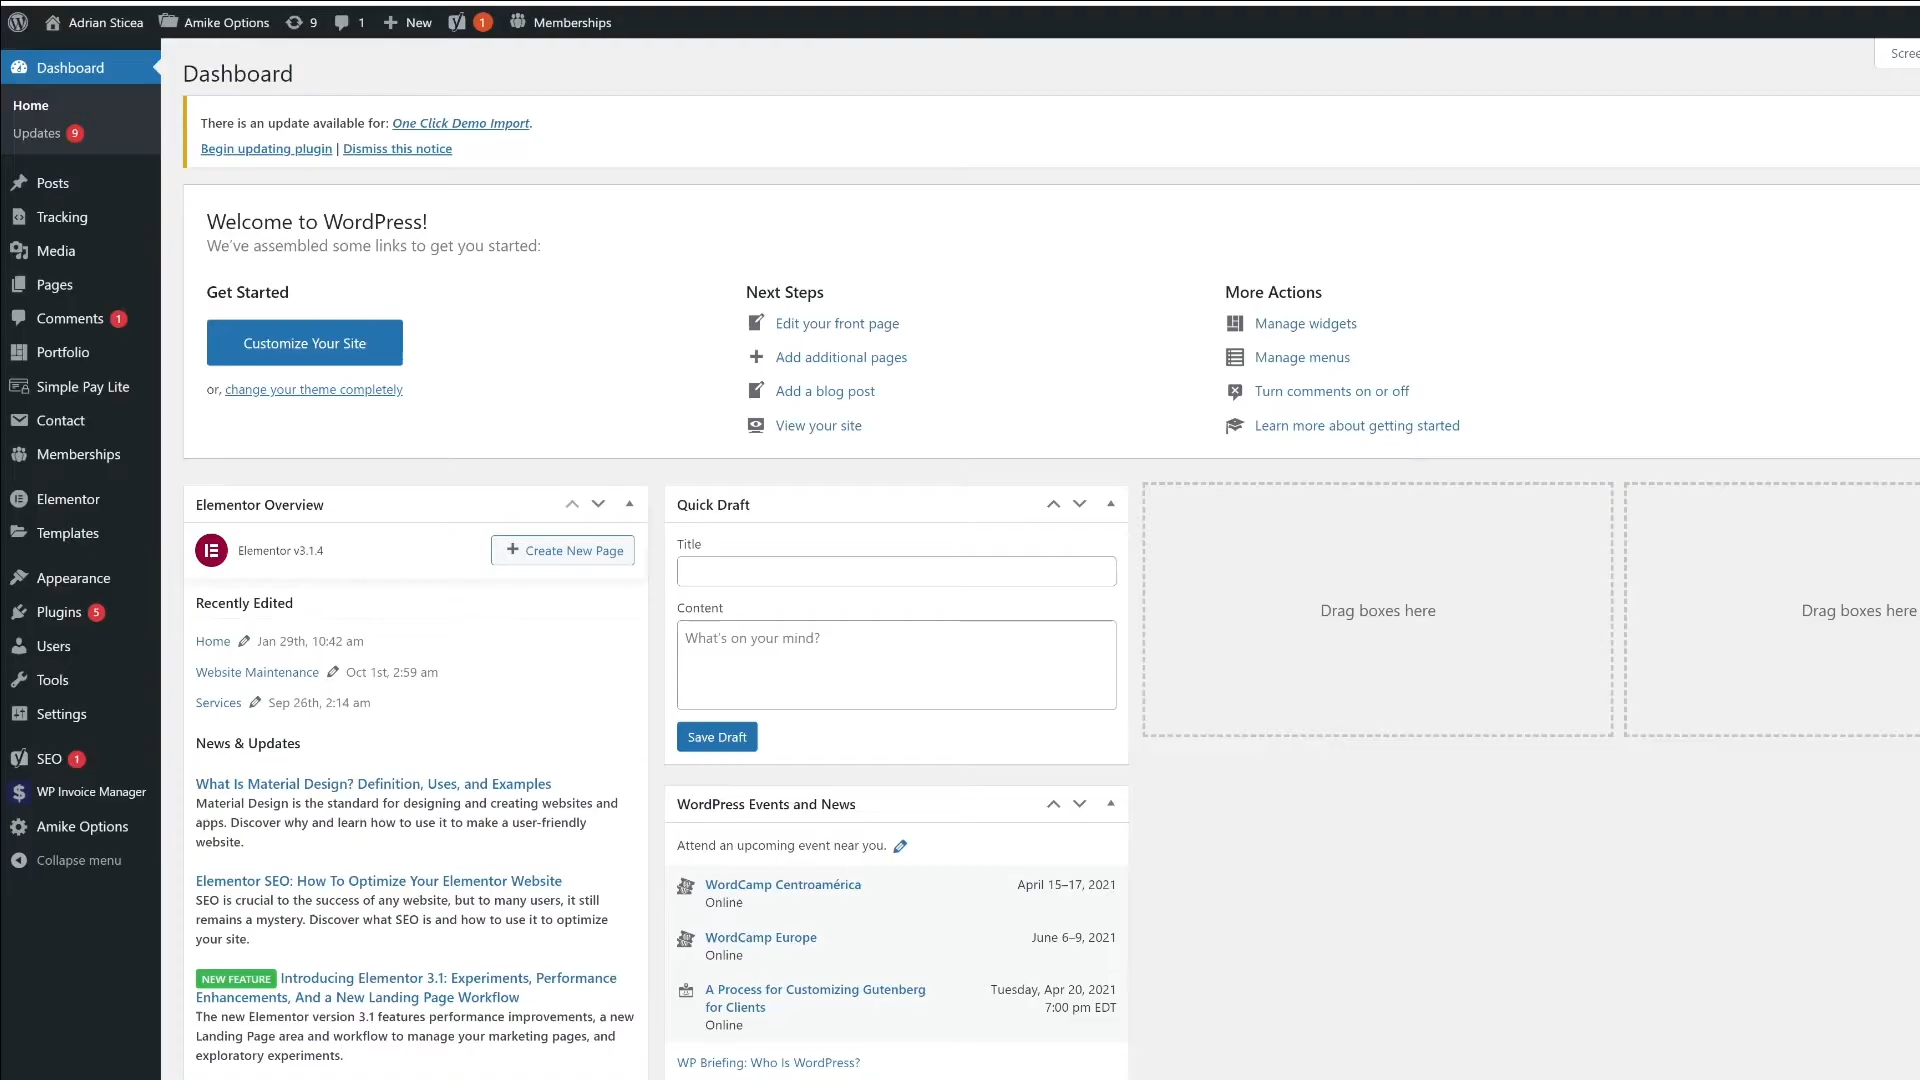 Adrian Sticea
Amike Options
9
1
New
1
Memberships
Dashboard
Home
Updates 9
Posts
Tracking
Media
Pages
Comments 1
Portfolio
Simple Pay Lite
Contact
Memberships
Elementor
Templates
Appearance
Plugins 5
Users
Tools
Settings
SEO 1
WP Invoice Manager
Amike Options
Collapse menu
Dashboard
There is an update available for: One Click Demo Import.
Begin updating plugin | Dismiss this notice
Welcome to WordPress!
We've assembled some links to get you started:
Get Started
Customize Your Site
or, change your theme completely
Next Steps
Edit your front page
Add additional pages
Add a blog post
View your site
More Actions
Manage widgets
Manage menus
Turn comments on or off
Learn more about getting started
Elementor Overview
Elementor v3.1.4
Create New Page
Recently Edited
Home Jan 29th, 10:42 am
Website Maintenance Oct 1st, 2:59 am
Services Sep 26th, 2:14 am
News & Updates
What Is Material Design? Definition, Uses, and Examples
Material Design is the standard for designing and creating websites and
apps. Discover why and learn how to use it to make a user-friendly
website.
Elementor SEO: How To Optimize Your Elementor Website
SEO is crucial to the success of any website, but to many users, it still
remains a mystery. Discover what SEO is and how to use it to optimize
your site.
NEW FEATURE Introducing Elementor 3.1: Experiments, Performance
Enhancements, And a New Landing Page Workflow
The new Elementor version 3.1 features performance improvements, a new
Landing Page area and workflow to manage your marketing pages, and
exploratory experiments.
Quick Draft
Title
Content
What's on your mind?
Save Draft
WordPress Events and News
Attend an upcoming event near you.
WordCamp Centroamérica April 15–17, 2021
Online
WordCamp Europe June 6–9, 2021
Online
A Process for Customizing Gutenberg Tuesday, Apr 20, 2021
for Clients 7:00 pm EDT
Online
WP Briefing: Who Is WordPress?
Drag boxes here
Drag boxes here